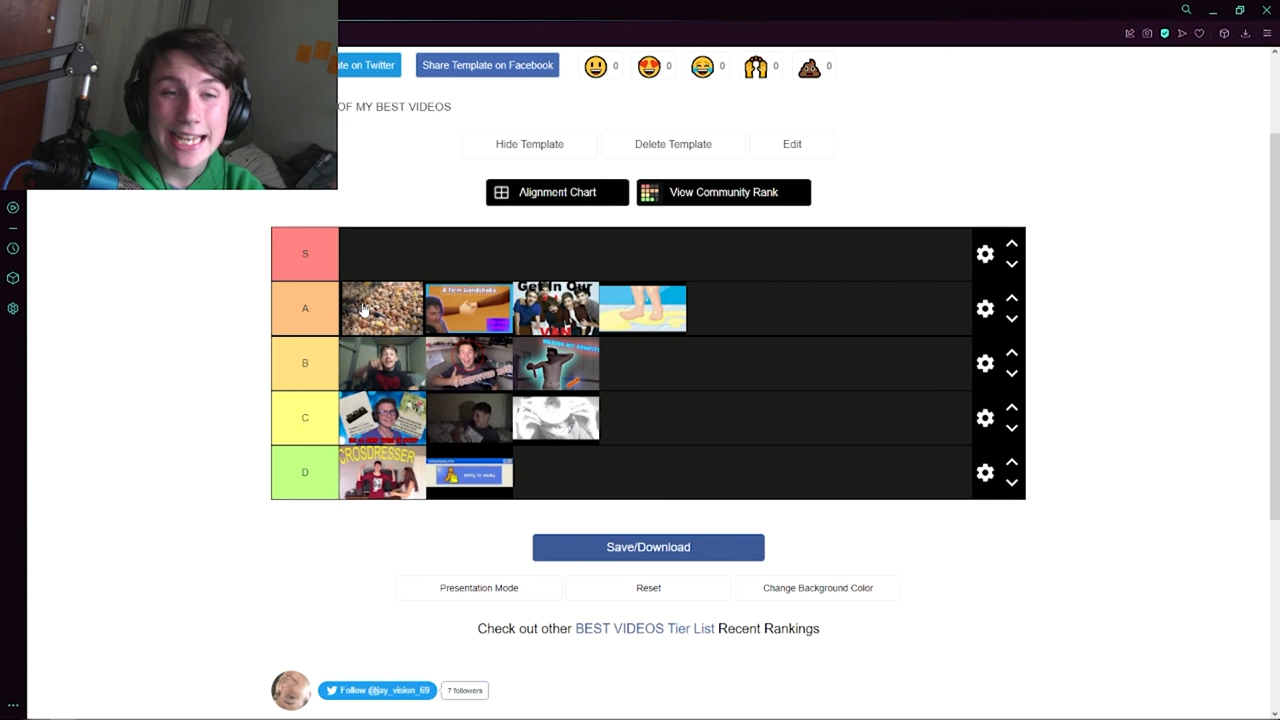 ate on Twitter
Share Template on Facebook
0
0
0
0
0
OF MY BEST VIDEOS
Hide Template
Delete Template
Edit
Alignment Chart
View Community Rank
S
A
A Firm Handshake
Get In Our
VAN
B
C
D
CROSDRESSER
Save/Download
Presentation Mode
Reset
Change Background Color
Check out other BEST VIDEOS Tier List Recent Rankings
Follow @jay_vision_69
7 followers